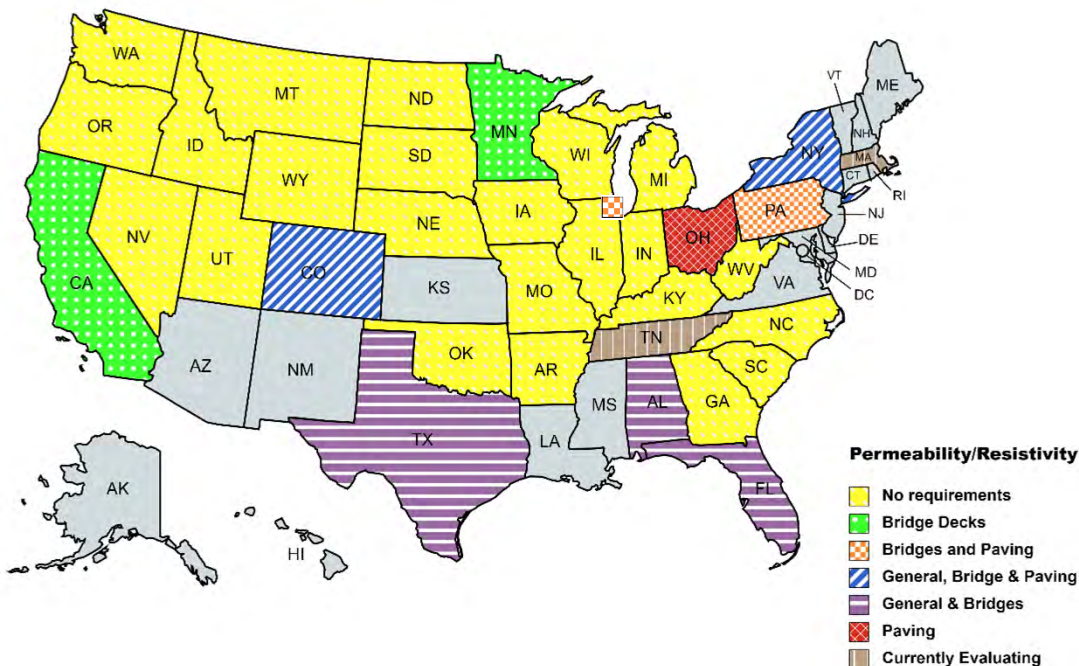 WA
MT
ND
MN
VT
ME
OR
ID
SD
WI
MI
NY
NH
MA
CT
RI
WY
IA
NE
PA
NJ
NV
UT
IL
IN
OH
DE
CA
CO
KS
MO
WV
VA
MD
KY
DC
AZ
NM
OK
AR
TN
NC
SC
MS
AL
GA
TX
LA
FL
AK
HI
Permeability/Resistivity
No requirements
Bridge Decks
Bridges and Paving
General, Bridge & Paving
General & Bridges
Paving
Currently Evaluating